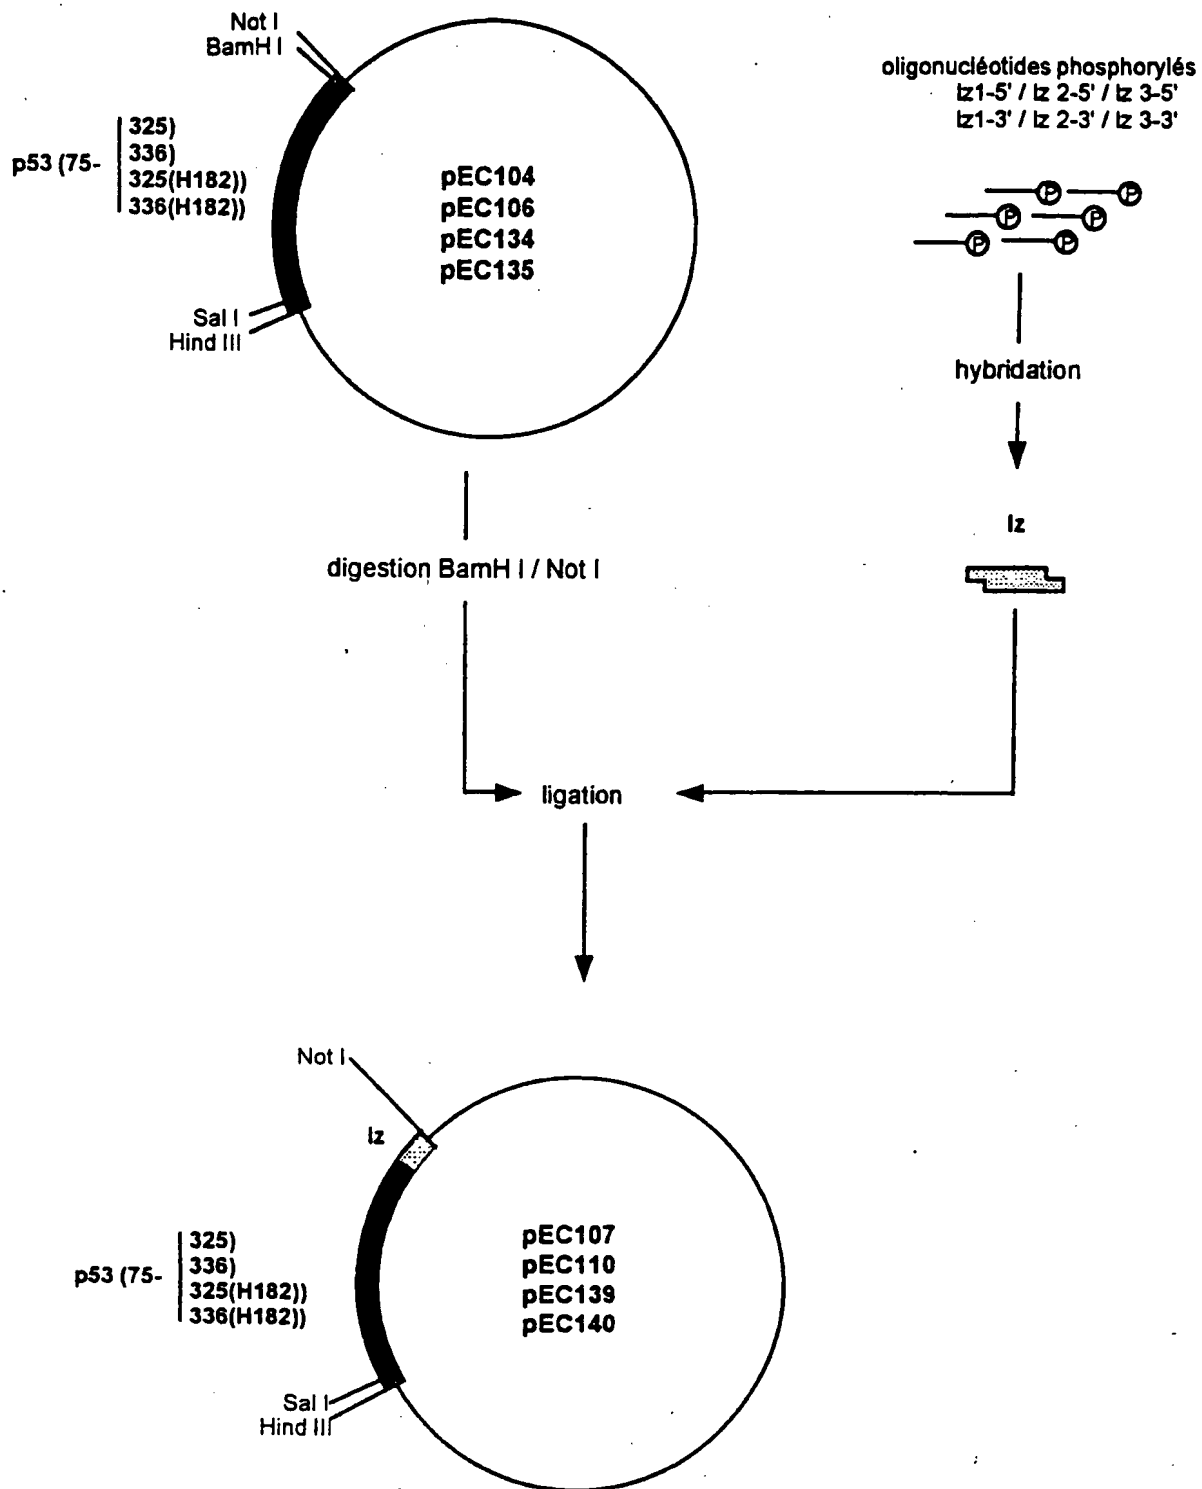 Not I
BamH I
p53 (75-
325)
336)
325(H182))
336(H182))
Sal I
Hind III
pEC104
pEC106
pEC134
pEC135
oligonucléotides phosphorylés
lz1-5' / lz 2-5' / lz 3-5'
lz1-3' / lz 2-3' / lz 3-3'
P P
P P
P P
hybridation
lz
digestion BamH I / Not I
ligation
Not I
lz
p53 (75-
325)
336)
325(H182))
336(H182))
Sal I
Hind III
pEC107
pEC110
pEC139
pEC140